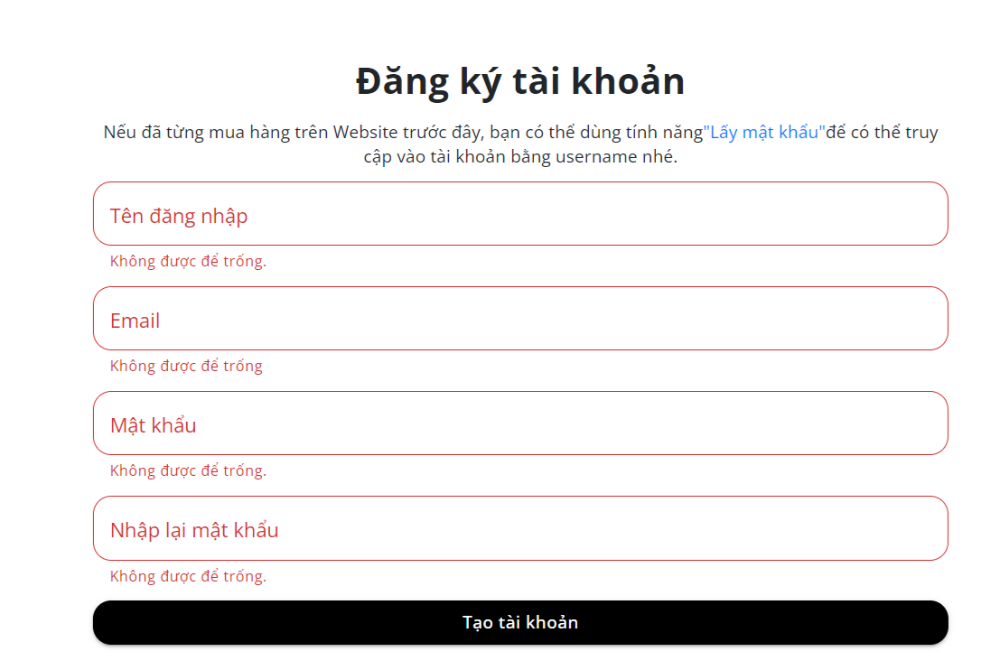 Đăng ký tài khoản
Nếu đã từng mua hàng trên Website trước đây, bạn có thể dùng tính năng"Lấy mật khẩu"để có thể truy
cập vào tài khoản bằng username nhé.
Tên đăng nhập
Không được để trống.
Email
Không được để trống
Mật khẩu
Không được để trống.
Nhập lại mật khẩu
Không được để trống.
Tạo tài khoản